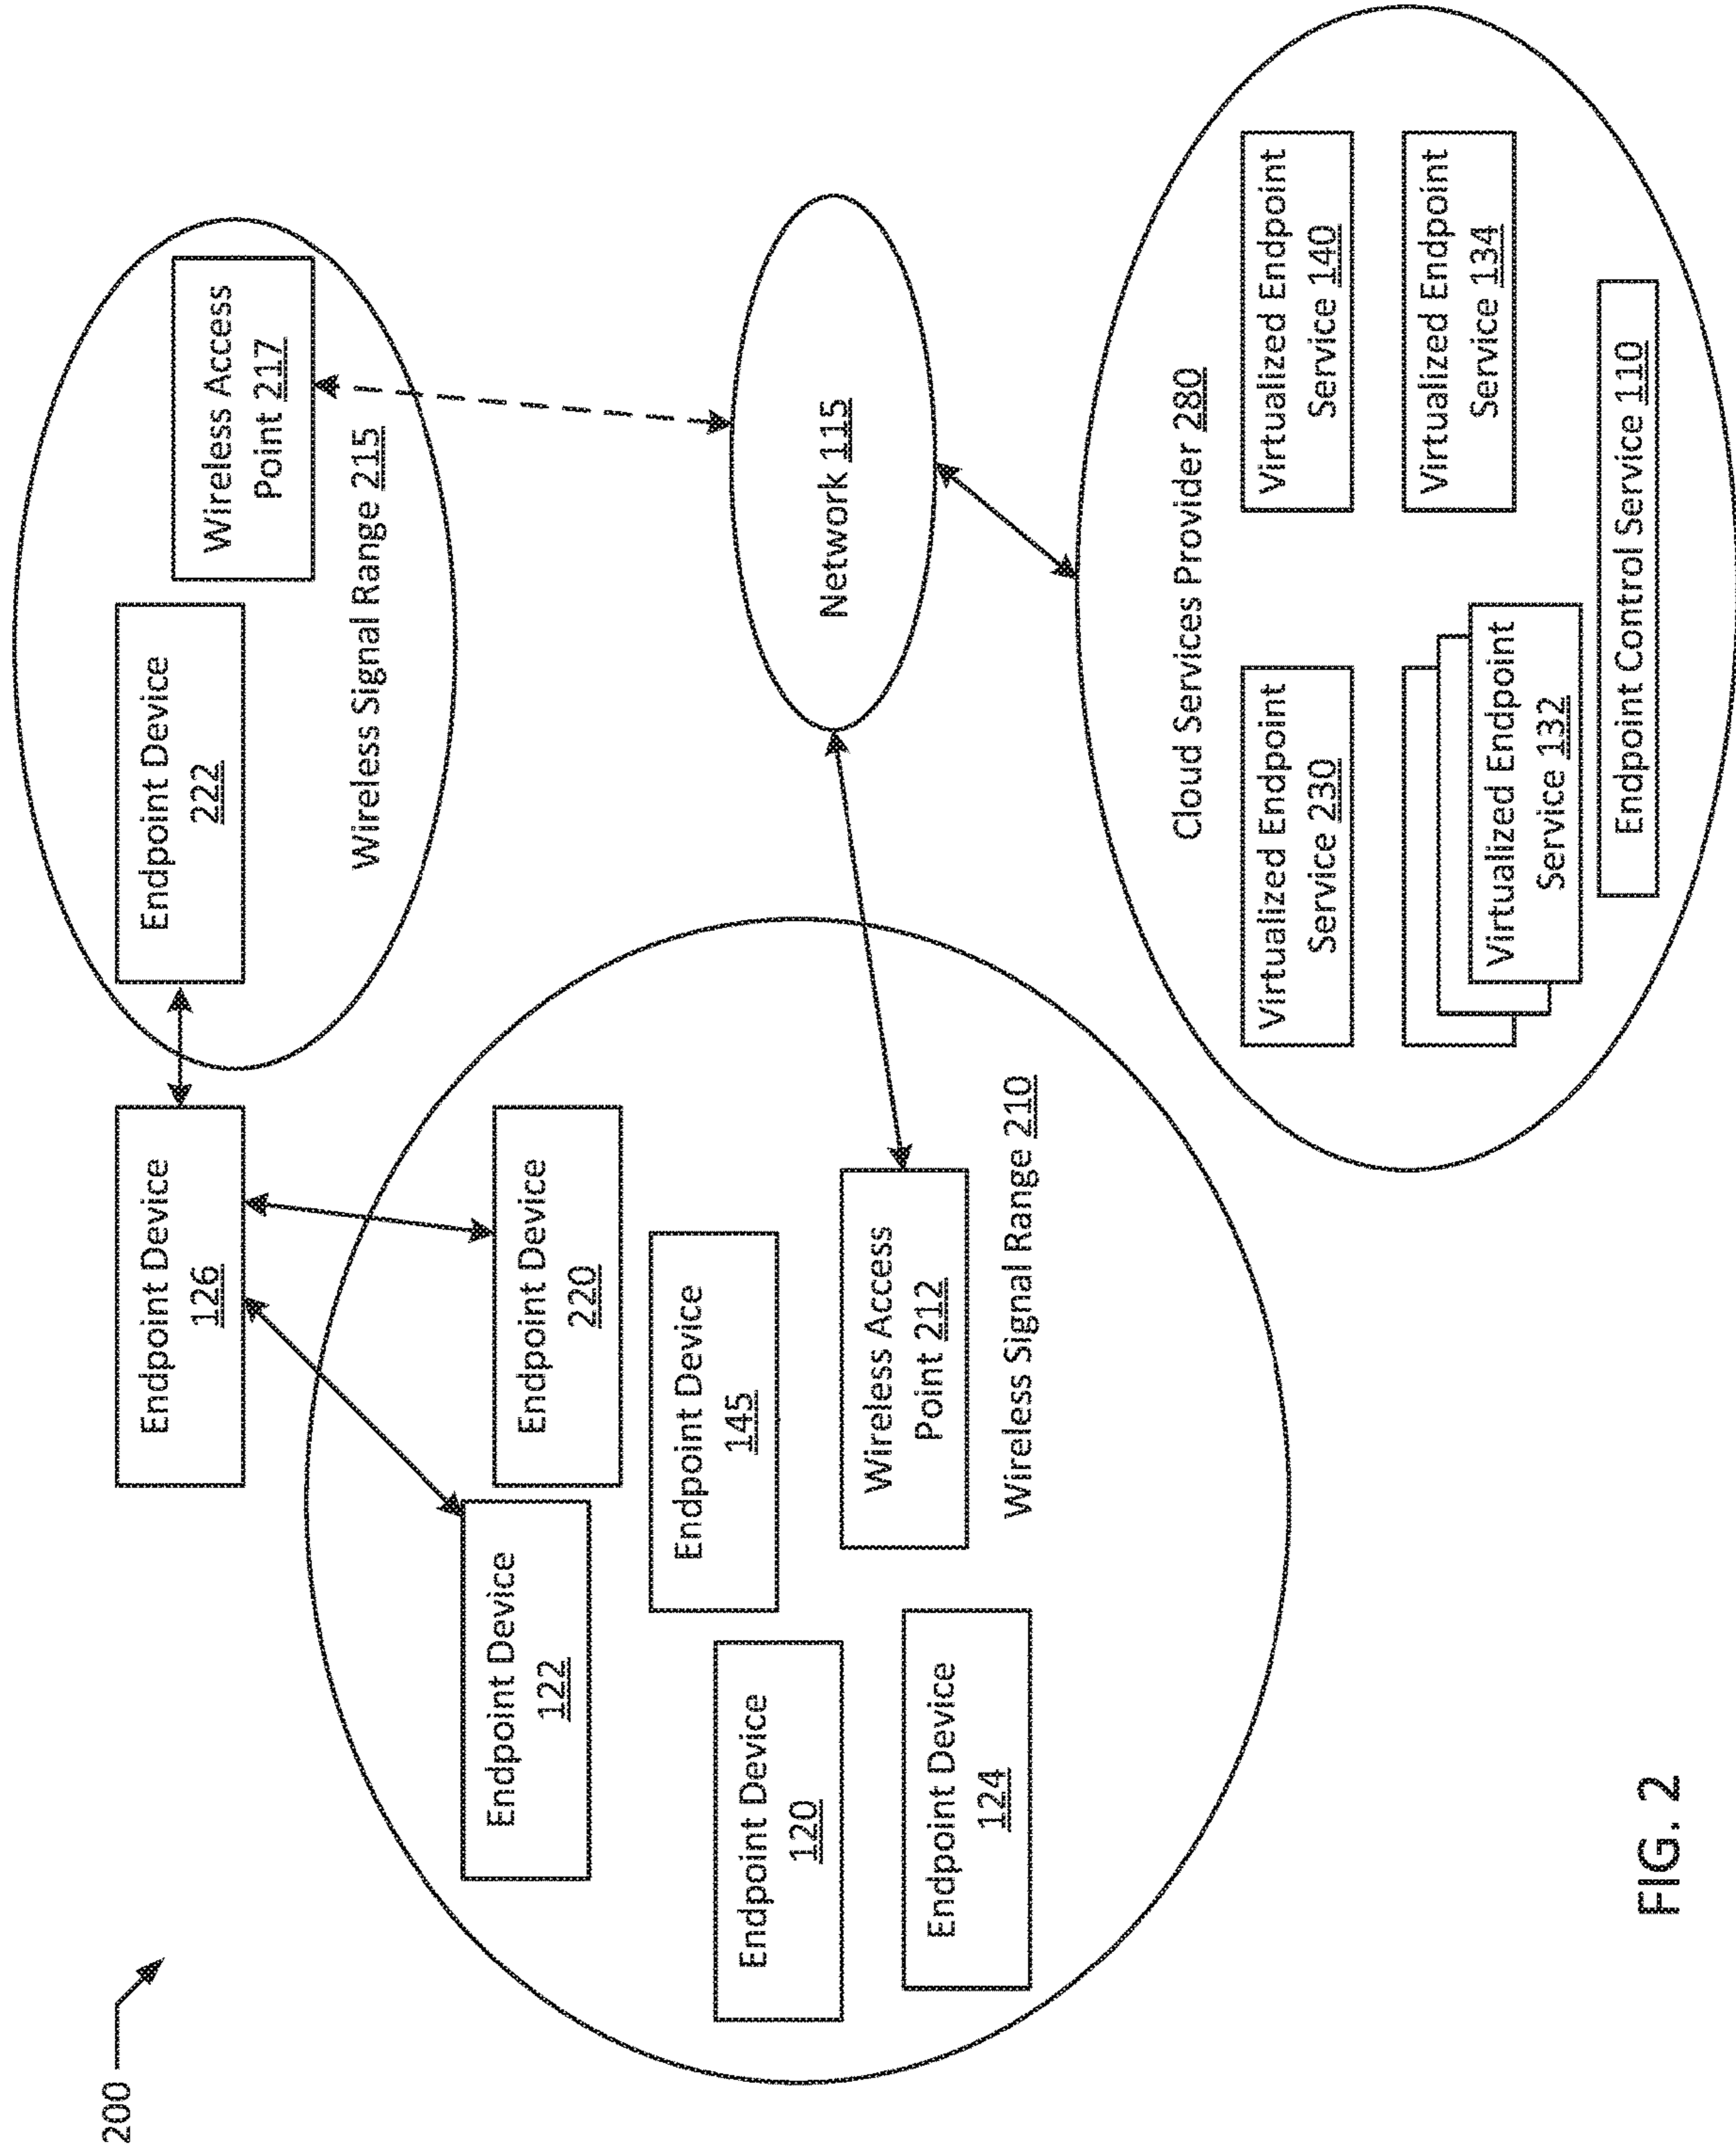 200
Endpoint Device
126
Endpoint Device
222
Wireless Access
Point 217
Wireless Signal Range 215
Endpoint Device
122
Endpoint Device
220
Endpoint Device
145
Endpoint Device
120
Endpoint Device
124
Wireless Access
Point 212
Wireless Signal Range 210
Network 115
Cloud Services Provider 280
Virtualized Endpoint
Service 230
Virtualized Endpoint
Service 140
Virtualized Endpoint
Service 132
Virtualized Endpoint
Service 134
Endpoint Control Service 110
FIG. 2